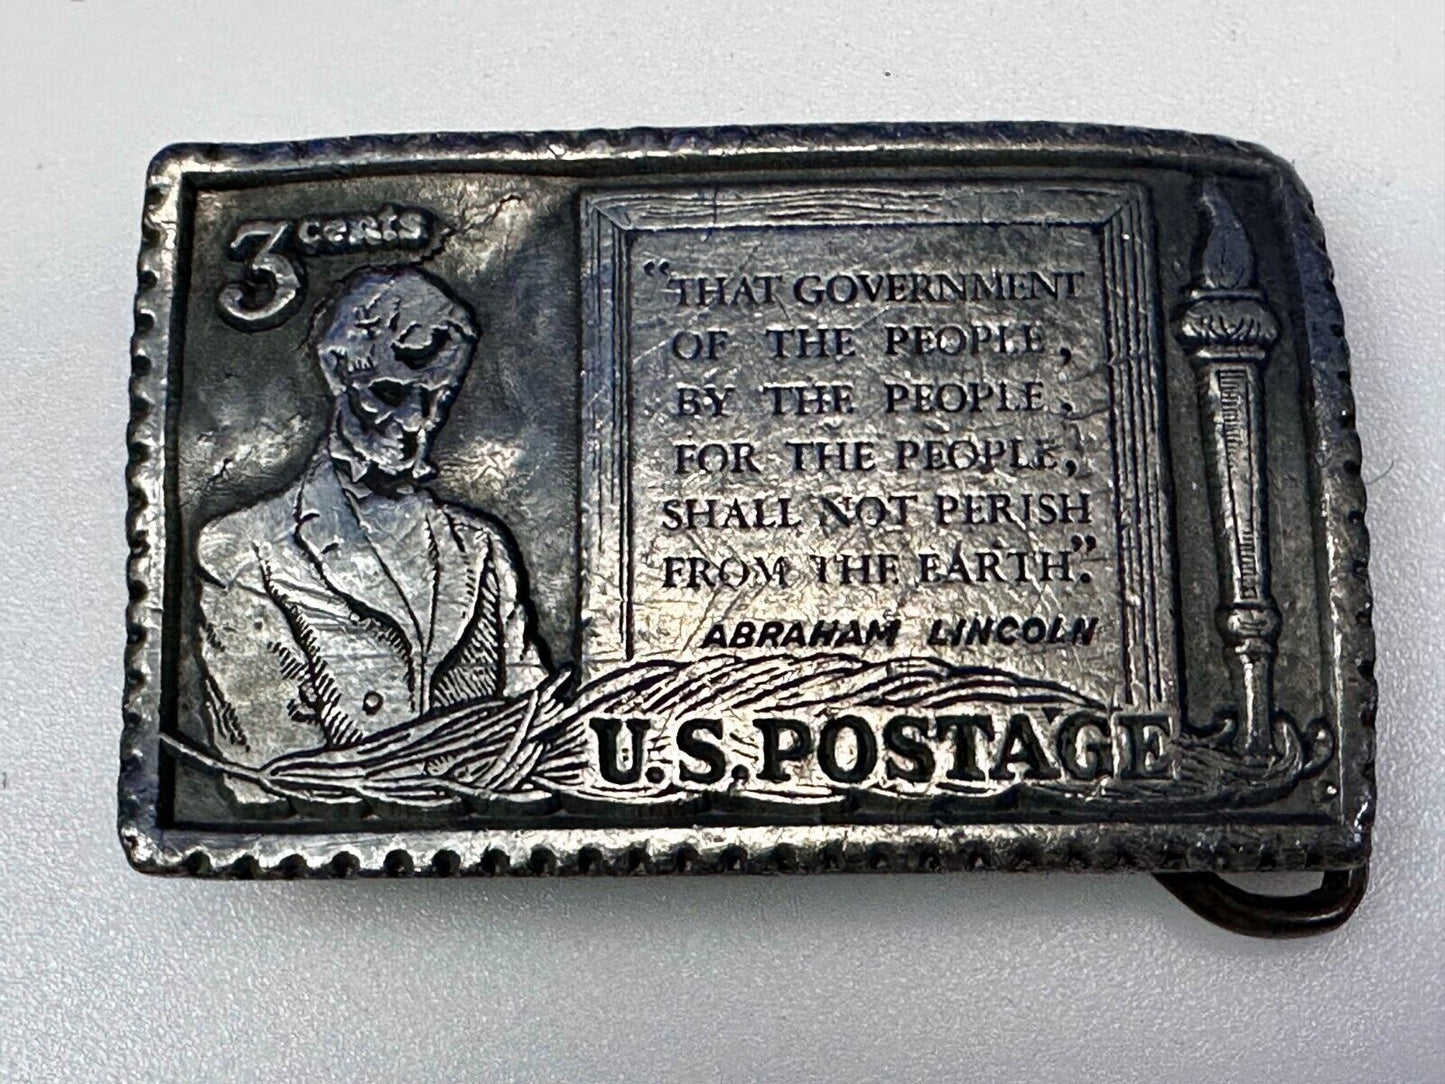 3 cents
“THAT GOVERNMENT
OF THE PEOPLE,
BY THE PEOPLE,
FOR THE PEOPLE,
SHALL NOT PERISH
FROM THE EARTH.”
ABRAHAM LINCOLN
U.S. POSTAGE